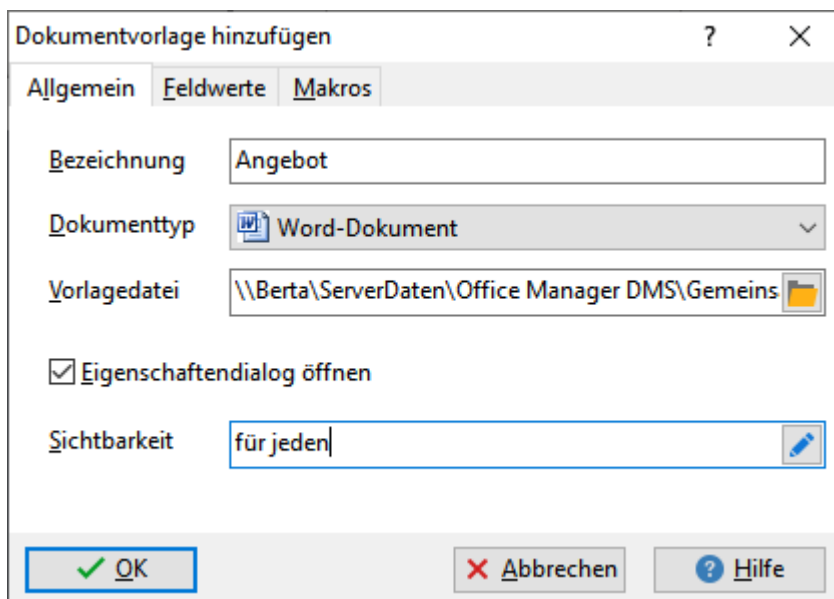 Dokumentvorlage hinzufügen ? ×
Allgemein Feldwerte Makros
Bezeichnung Angebot
Dokumenttyp Word-Dokument
Vorlagedatei \\Berta\ServerDaten\Office Manager DMS\Gemeins
Eigenschaftendialog öffnen
Sichtbarkeit für jeden
OK Abbrechen Hilfe